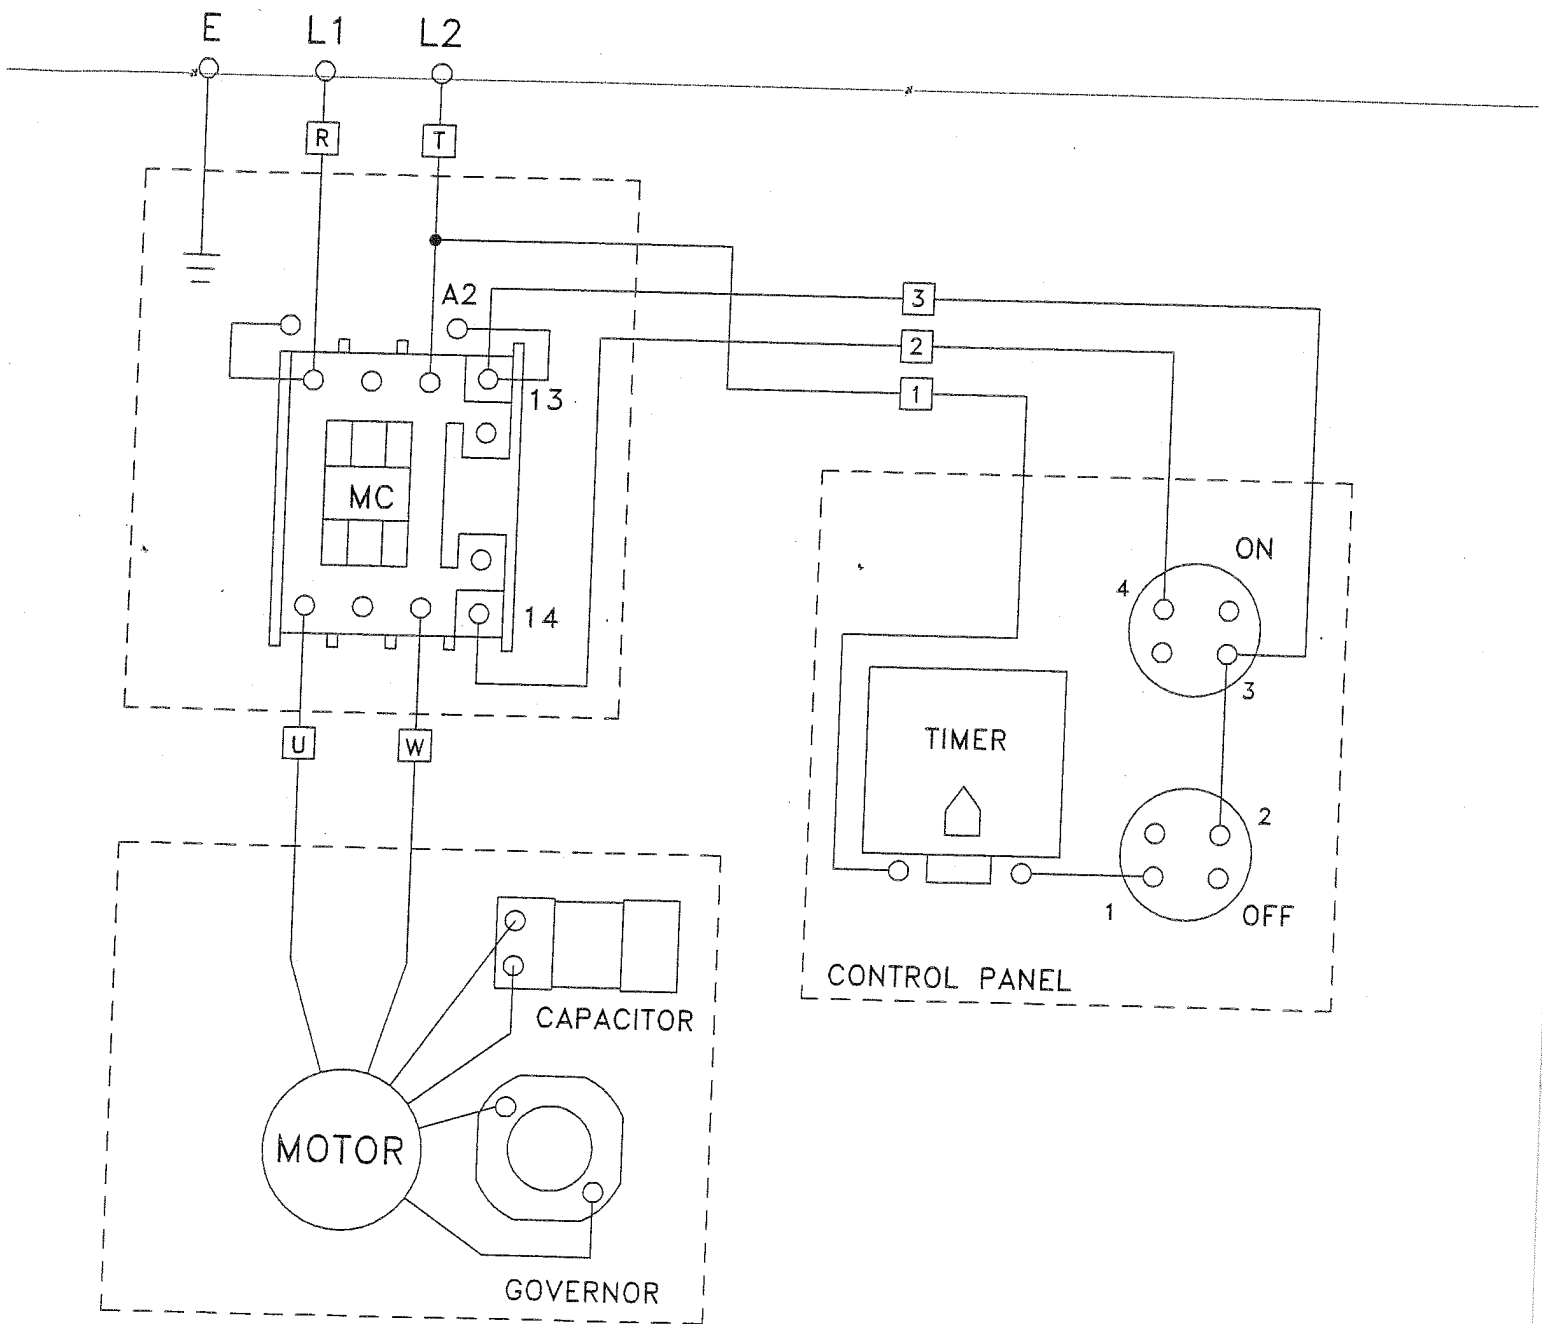 E L1 L2
R T
A2
3
2
1
13
MC
14
ON
4
3
U W
TIMER
2
1
OFF
CONTROL PANEL
CAPACITOR
MOTOR
GOVERNOR